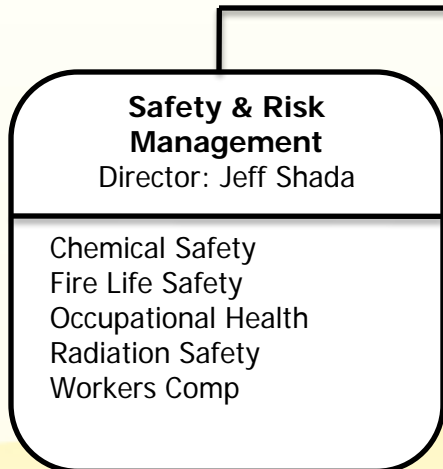 Safety & Risk
Management
Director: Jeff Shada
Chemical Safety
Fire Life Safety
Occupational Health
Radiation Safety
Workers Comp